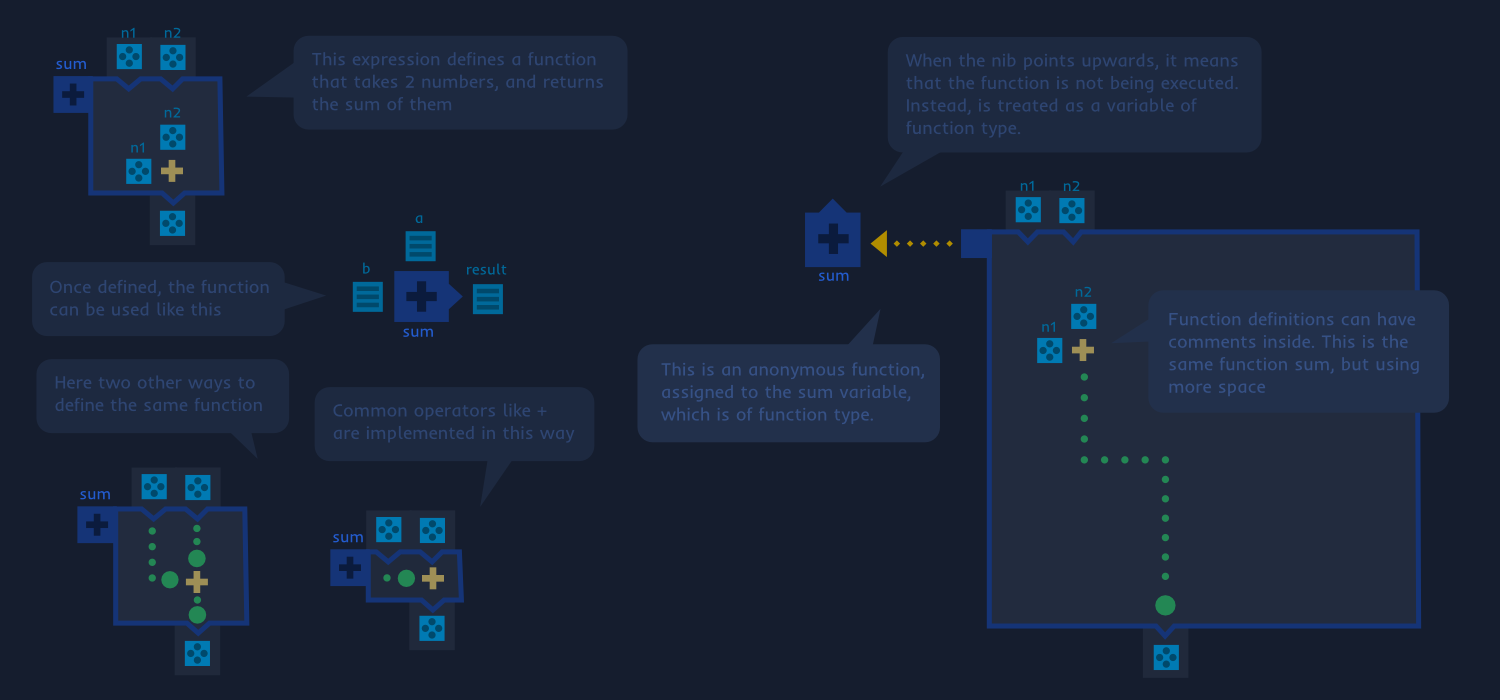 n1 n2
sum
This expression defines a function
that takes 2 numbers, and returns
the sum of them
n2
n1
a
b
result
sum
Once defined, the function
can be used like this
Here two other ways to
define the same function
Common operators like +
are implemented in this way
sum
sum
When the nib points upwards, it means
that the function is not being executed.
Instead, is treated as a variable of
function type.
n1 n2
sum
n2
n1
Function definitions can have
comments inside. This is the
same function sum, but using
more space
This is an anonymous function,
assigned to the sum variable,
which is of function type.